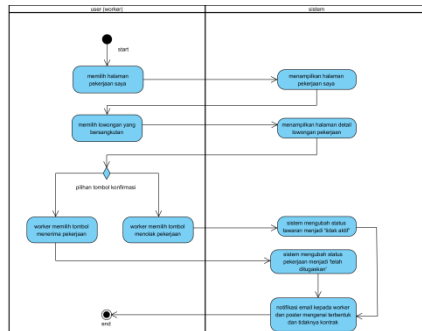 user (worker)
sistem
start
memilih halaman
pekerjaan saya
menampilkan halaman
pekerjaan saya
memilih lowongan yang
bersangkutan
menampilkan halaman detail
lowongan pekerjaan
pilihan tombol konfirmasi
worker memilih tombol
menerima pekerjaan
worker memilih tombol
menolak pekerjaan
sistem mengubah status
lamaran menjadi 'tidak aktif'
sistem mengubah status
pekerjaan menjadi 'telah
ditugaskan'
notifikasi email kepada worker
dan poster mengenai terbentuk
dan tidaknya kontrak
end